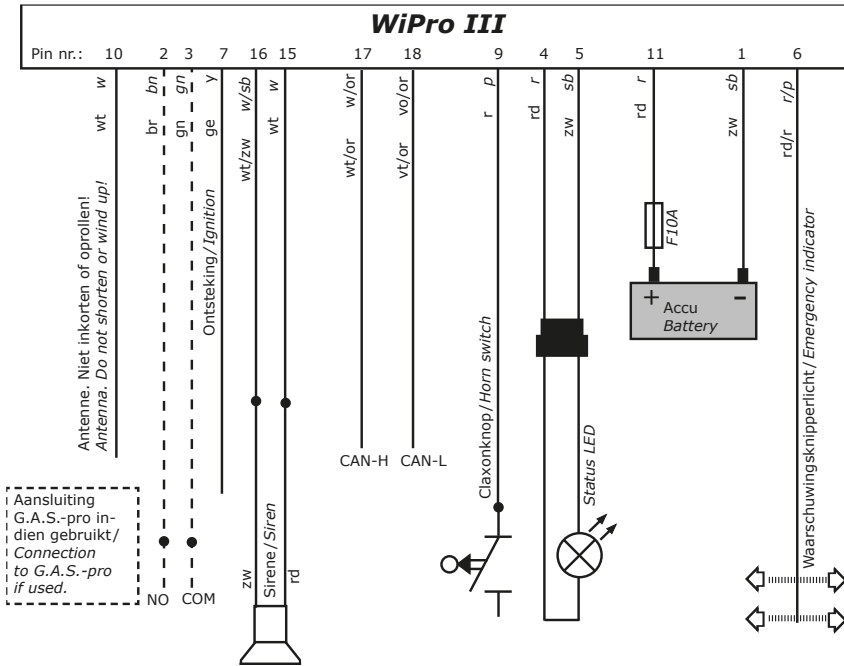 WiPro III
Pin nr.: 10 2 3 7 16 15 17 18 9 4 5 11 1 6
w bn gn y w/sb w w/or vo/or p r sb r sb r/p
wt br gn ge wt/zw wt wt/or vt/or r rd zw rd zw rd/r
Antenne. Niet inkorten of oprollen!
Antenna. Do not shorten or wind up!
Ontsteking/Ignition
Sirene/Siren
zw
rd
CAN-H CAN-L
Claxonknop/Horn switch
Status LED
F10A
+ -
Accu
Battery
Waarschuwingsknipperlicht/Emergency indicator
Aansluiting
G.A.S.-pro in-
dien gebruikt/
Connection
to G.A.S.-pro
if used.
NO COM